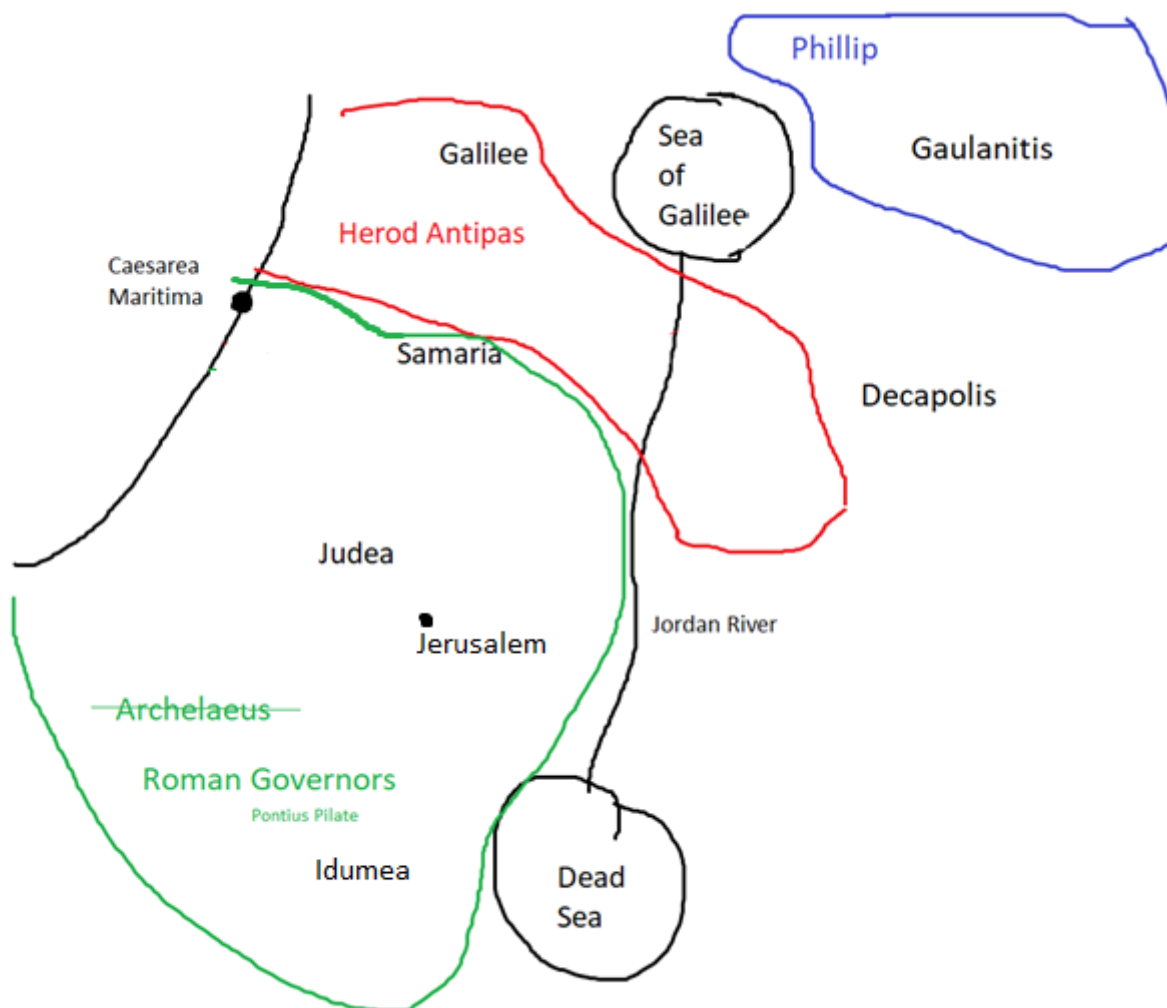 Phillip
Gaulanitis
Sea
of
Galilee
Galilee
Herod Antipas
Caesarea
Maritima
Samaria
Decapolis
Judea
Jerusalem
Jordan River
Archelaeus
Roman Governors
Pontius Pilate
Idumea
Dead
Sea